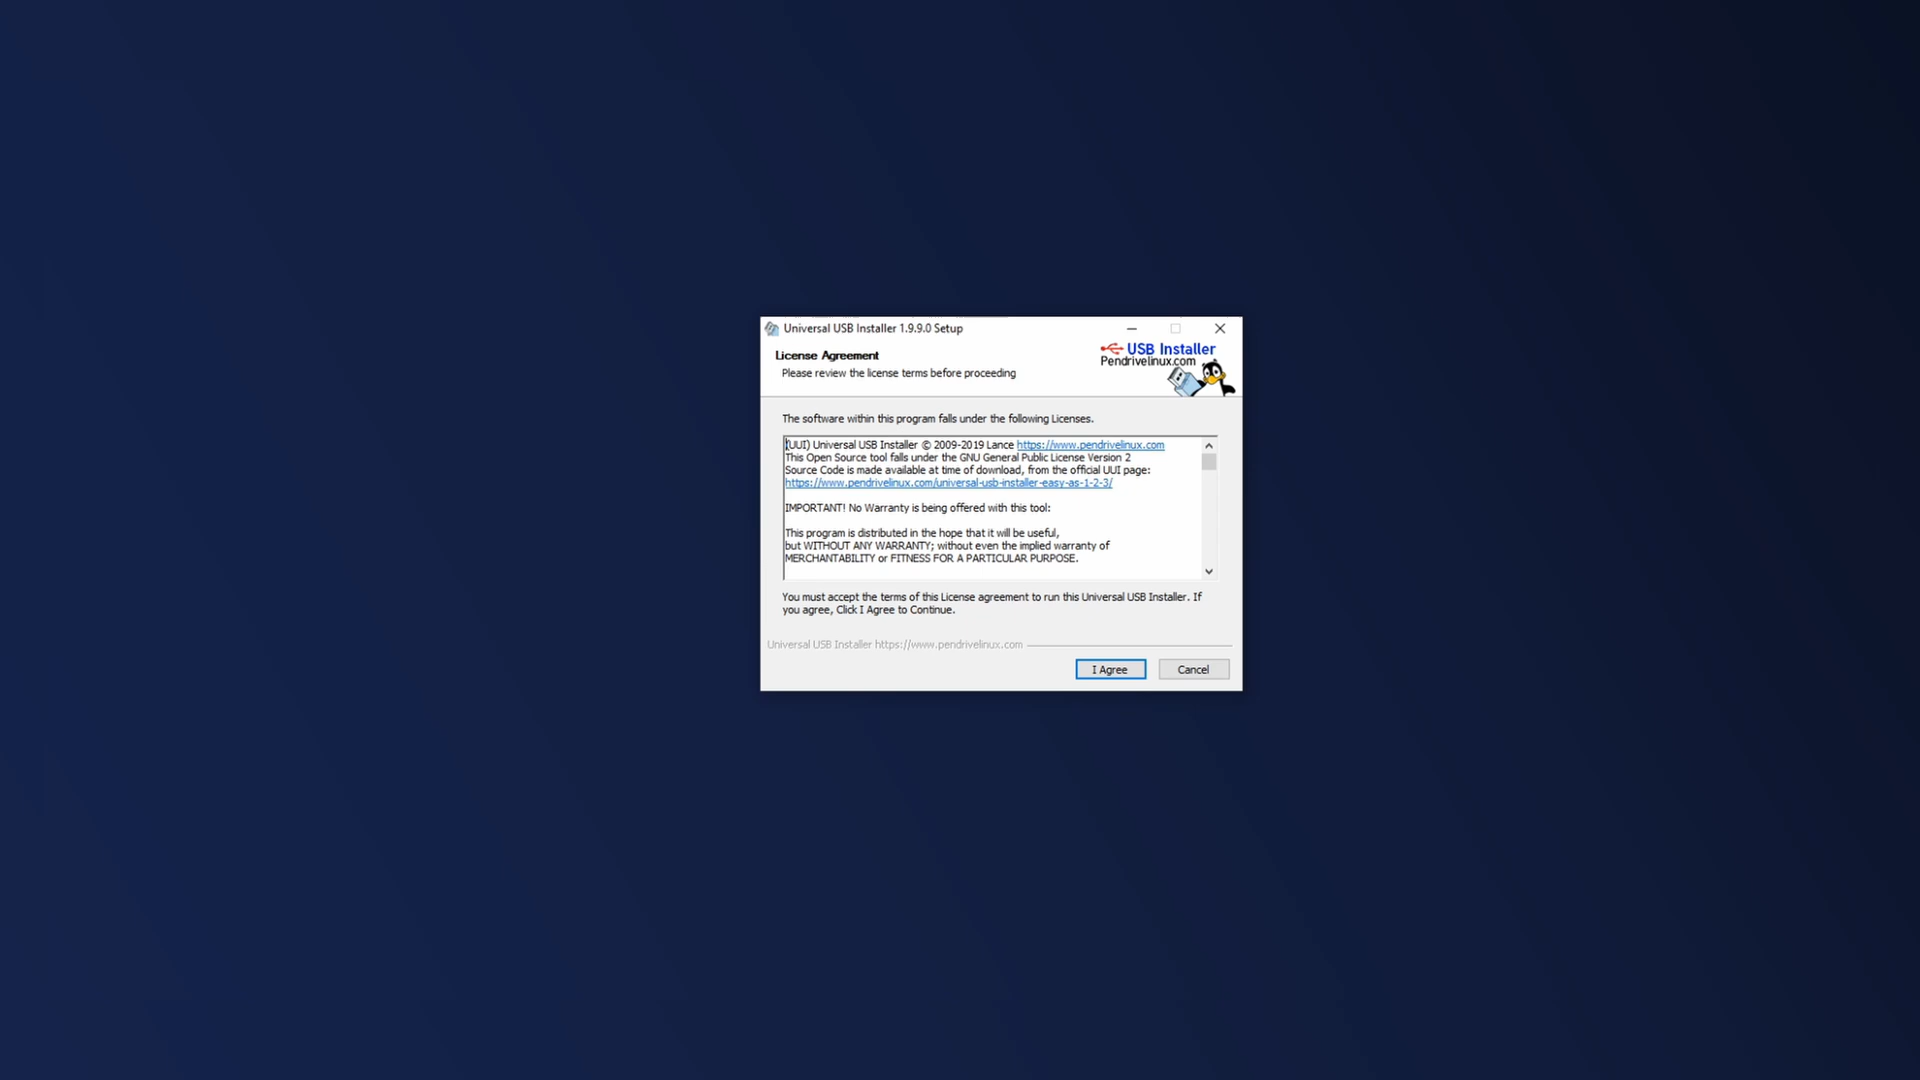 Universal USB Installer 1.9.9.0 Setup
License Agreement
Please review the license terms before proceeding
USB Installer
Pendrivelinux.com
The software within this program falls under the following Licenses.
(UUI) Universal USB Installer © 2009-2019 Lance https://www.pendrivelinux.com
This Open Source tool falls under the GNU General Public License Version 2
Source Code is made available at time of download, from the official UUI page:
https://www.pendrivelinux.com/universal-usb-installer-easy-as-1-2-3/
IMPORTANT! No Warranty is being offered with this tool:
This program is distributed in the hope that it will be useful,
but WITHOUT ANY WARRANTY; without even the implied warranty of
MERCHANTABILITY or FITNESS FOR A PARTICULAR PURPOSE.
You must accept the terms of this License agreement to run this Universal USB Installer. If
you agree, Click I Agree to Continue.
Universal USB Installer https://www.pendrivelinux.com
I Agree
Cancel